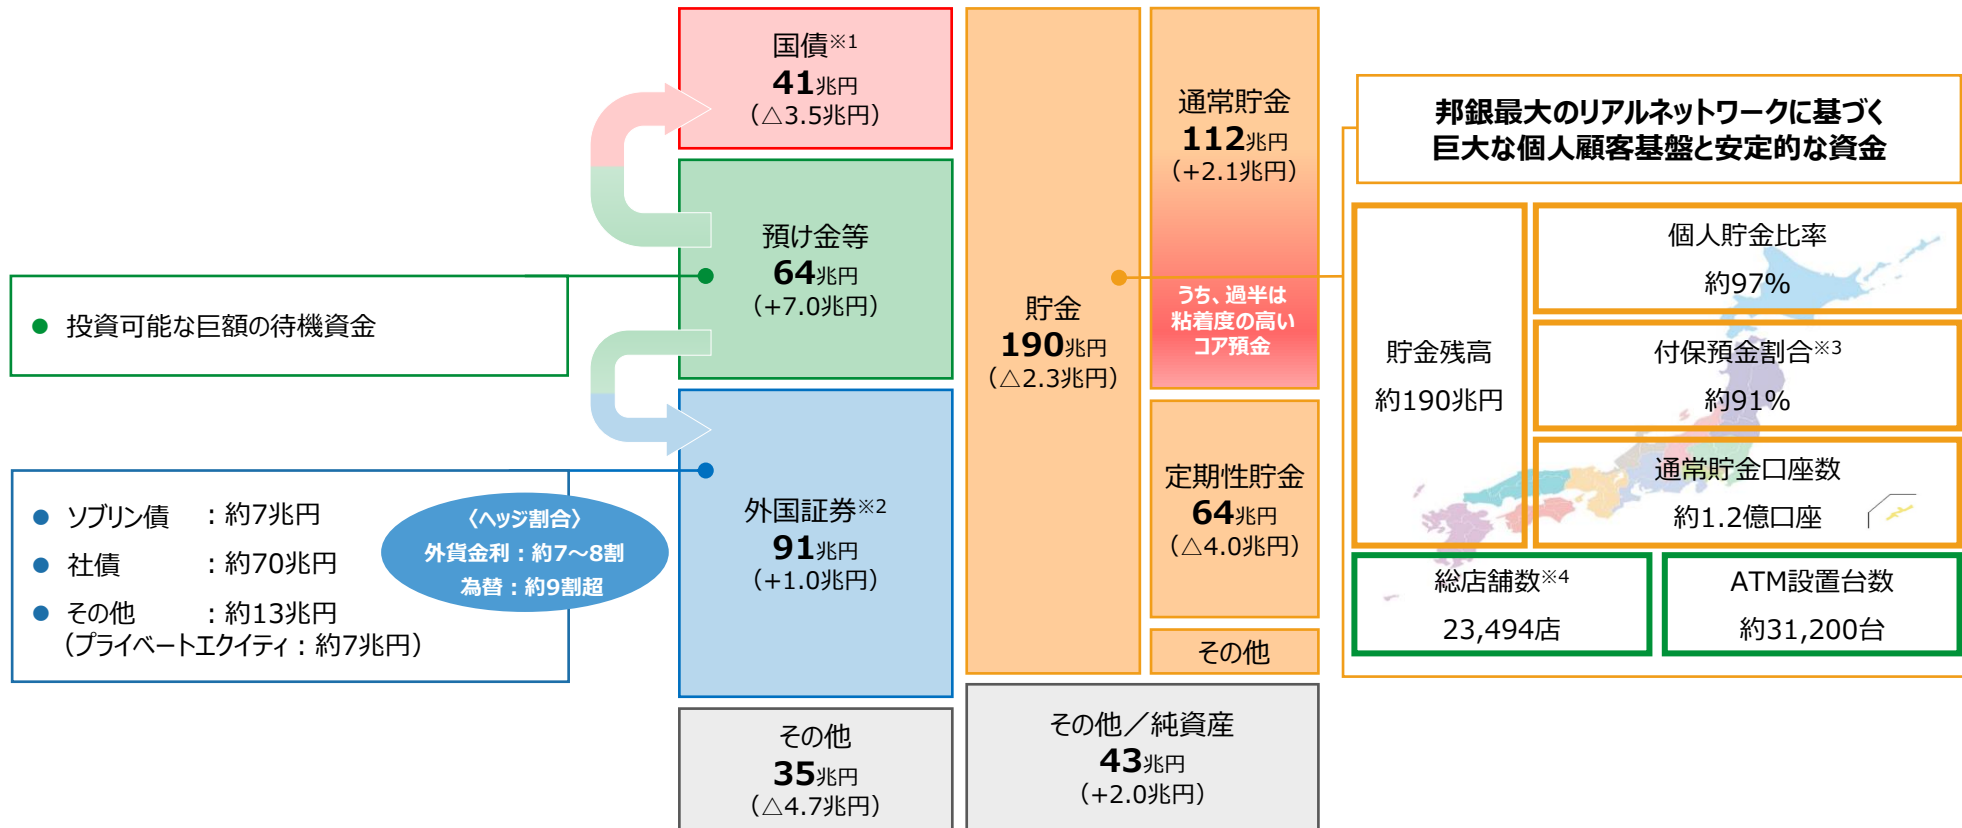 国債※1
41兆円
(△3.5兆円)
預け金等
64兆円
(+7.0兆円)
投資可能な巨額の待機資金
外国証券※2
91兆円
(+1.0兆円)
ソブリン債 ：約7兆円
社債 ：約70兆円
その他 ：約13兆円
(プライベートエクイティ：約7兆円)
〈ヘッジ割合〉
外貨金利：約7～8割
為替：約9割超
その他
35兆円
(△4.7兆円)
貯金
190兆円
(△2.3兆円)
通常貯金
112兆円
(+2.1兆円)
うち、過半は
粘着度の高い
コア預金
定期性貯金
64兆円
(△4.0兆円)
その他
その他／純資産
43兆円
(+2.0兆円)
邦銀最大のリアルネットワークに基づく
巨大な個人顧客基盤と安定的な資金
貯金残高
約190兆円
個人貯金比率
約97%
付保預金割合※3
約91%
通常貯金口座数
約1.2億口座
総店舗数※4
23,494店
ATM設置台数
約31,200台